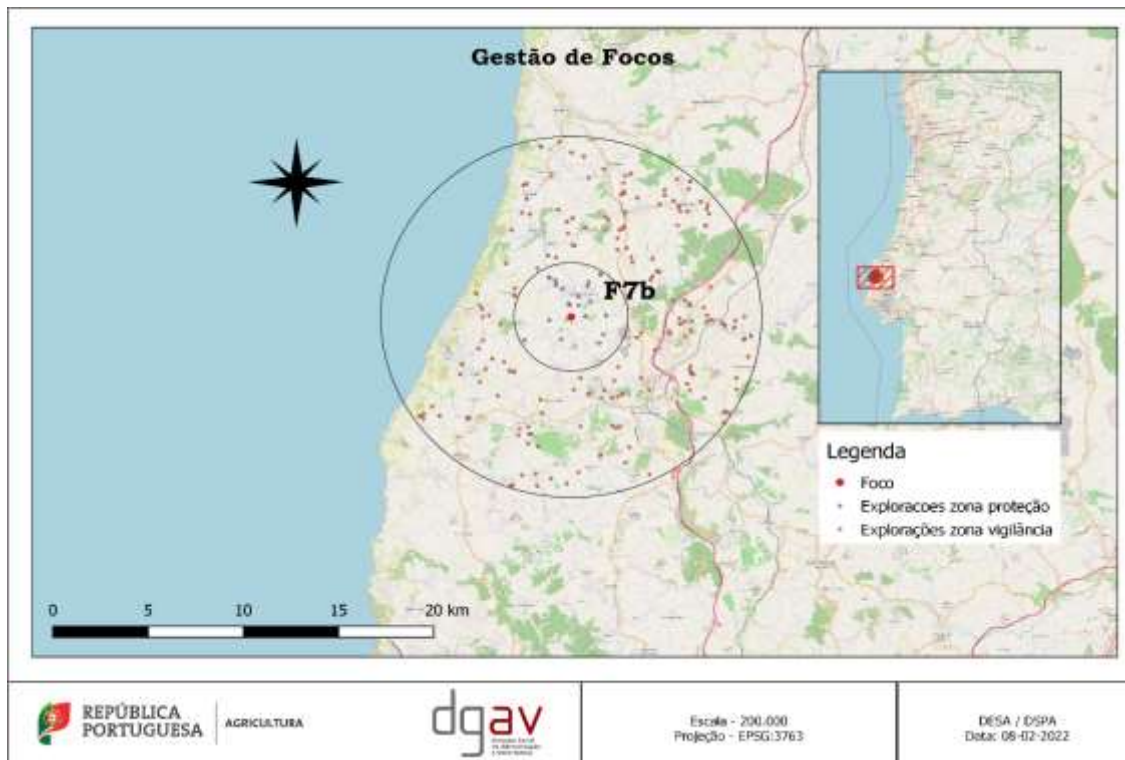 Gestão de Focos
F7b
Legenda
Foco
Exploracoes zona proteção
Explorações zona vigilância
0 5 10 15 20 km
REPÚBLICA
PORTUGUESA
AGRICULTURA
dgav
Escala - 200.000
Projeção - EPSG:3763
DESA / DSPA
Data: 08-02-2022